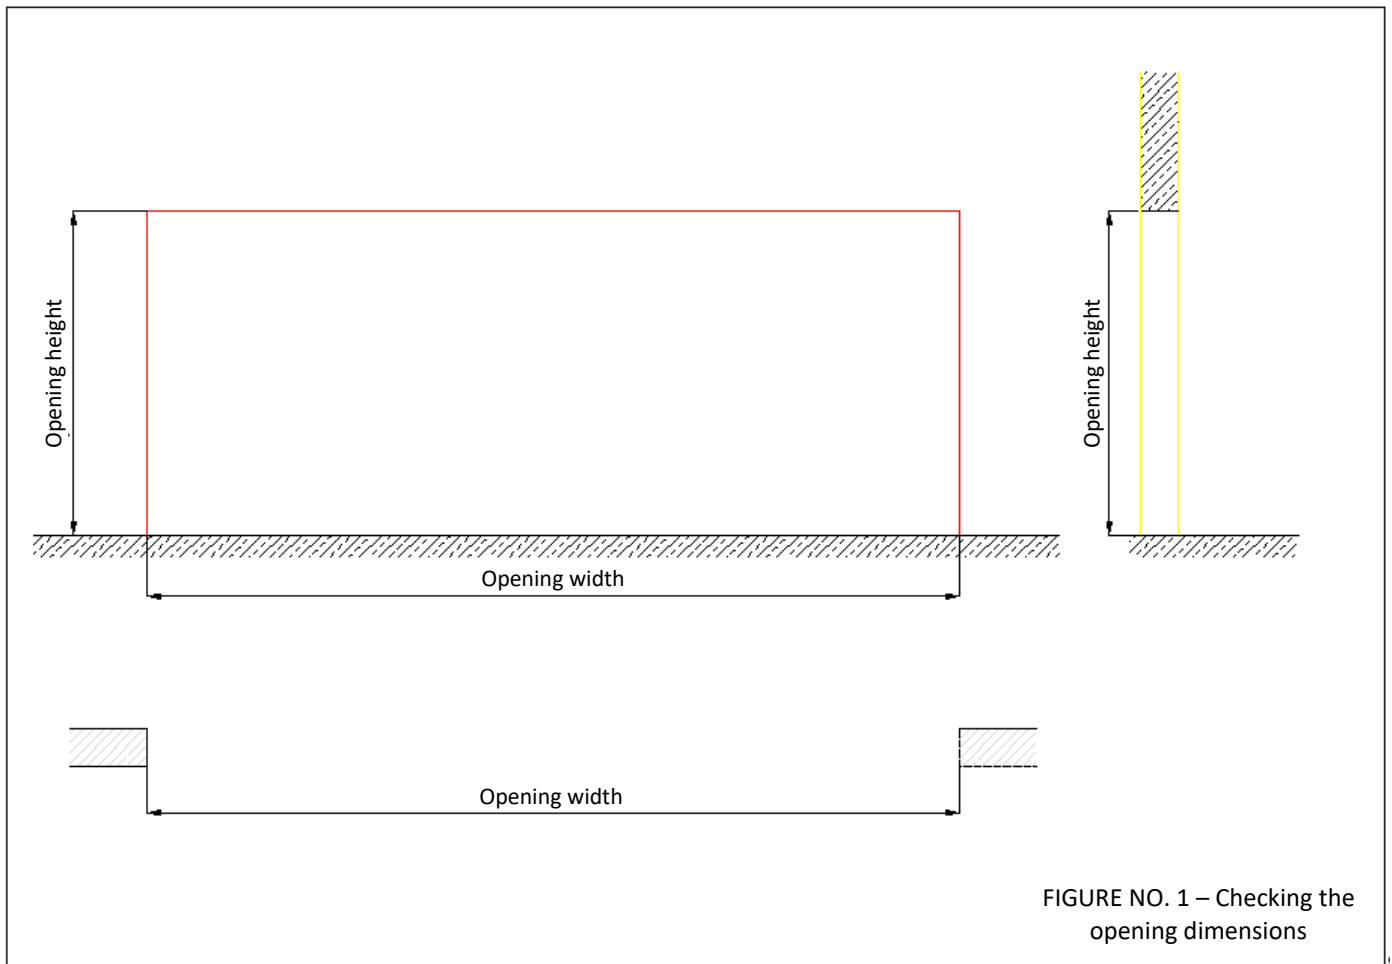 Opening height
Opening height
Opening width
Opening width
FIGURE NO. 1 – Checking the
opening dimensions